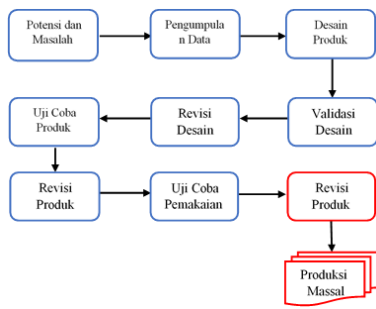 Potensi dan
Masalah
Pengumpula
n Data
Desain
Produk
Uji Coba
Produk
Revisi
Desain
Validasi
Desain
Revisi
Produk
Uji Coba
Pemakaian
Revisi
Produk
Produksi
Massal